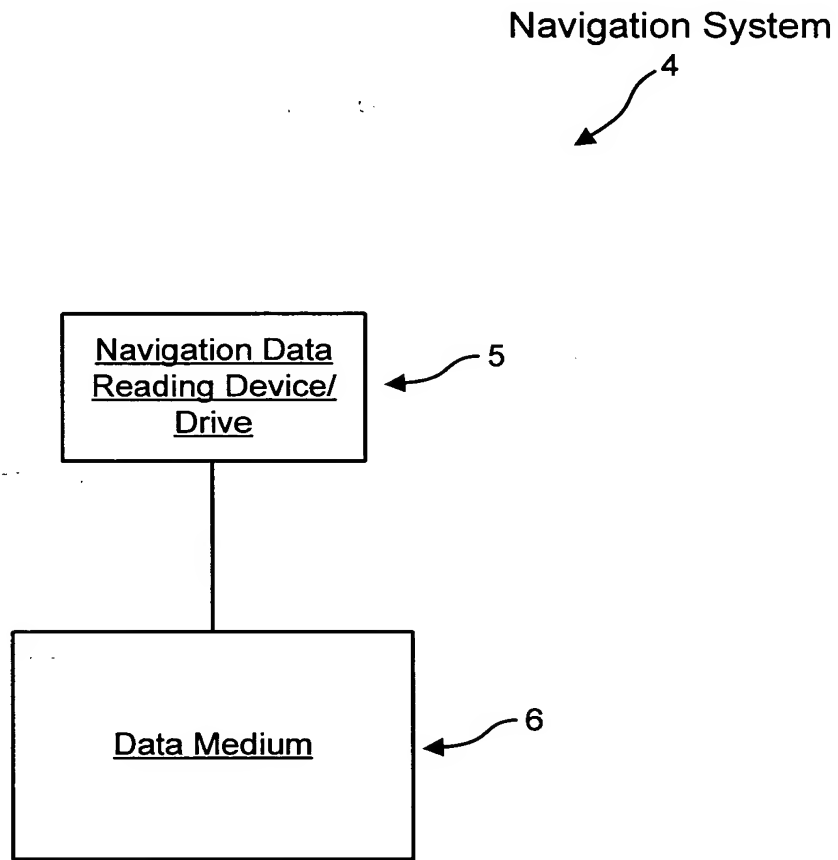 Navigation System
4
Navigation Data
Reading Device/
Drive
5
Data Medium
6